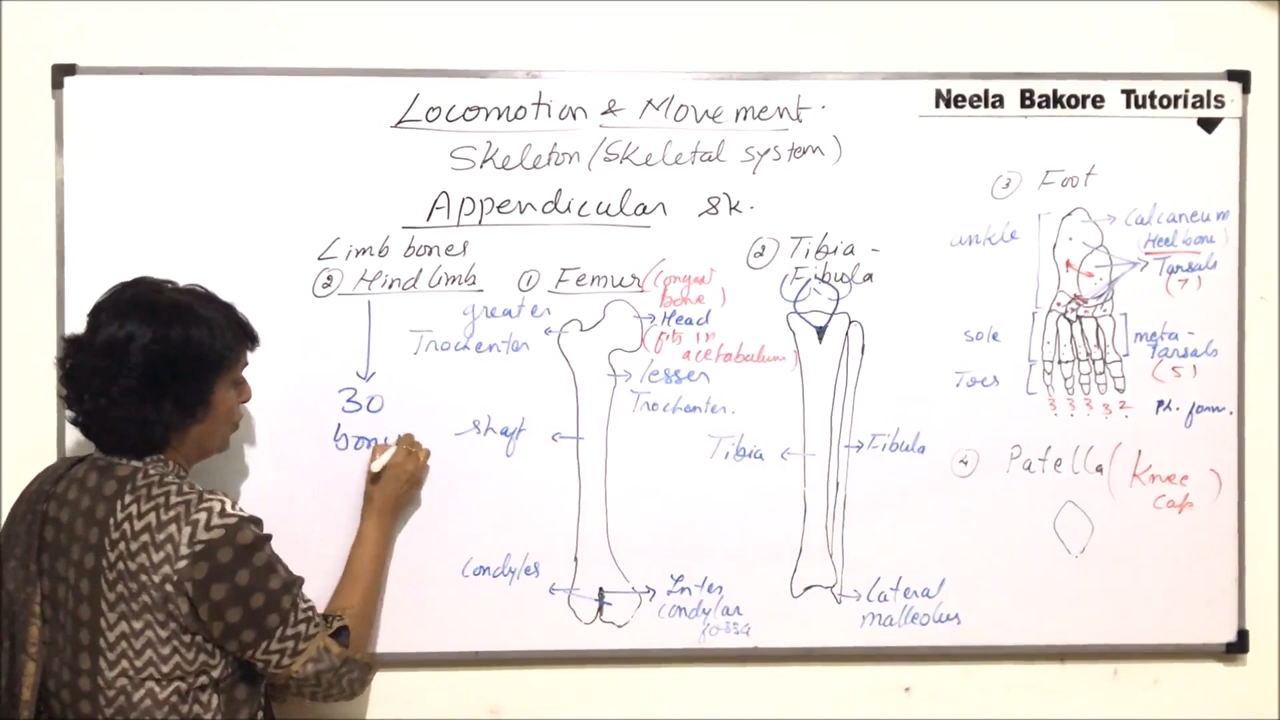 Locomotion & Movement.
Neela Bakore Tutorials
Skeleton (Skeletal system)
Appendicular sk.
Limb bones
② Hind limb
30
bones
① Femur (longest
bone)
greater
Trochenter
Head
(fits in
acetabulum)
lesser
Trochenter.
shaft
Condyles
Inter
condylar
fossa
② Tibia -
Fibula
Tibia
Fibula
Lateral
malleolus
③ Foot
ankle
Calcaneum
(Heel bone)
Tarsals
(7)
sole
meta-
Tarsals
(5)
Toes
3 3 3 3 2 Ph. form.
④ Patella (Knee
cap)